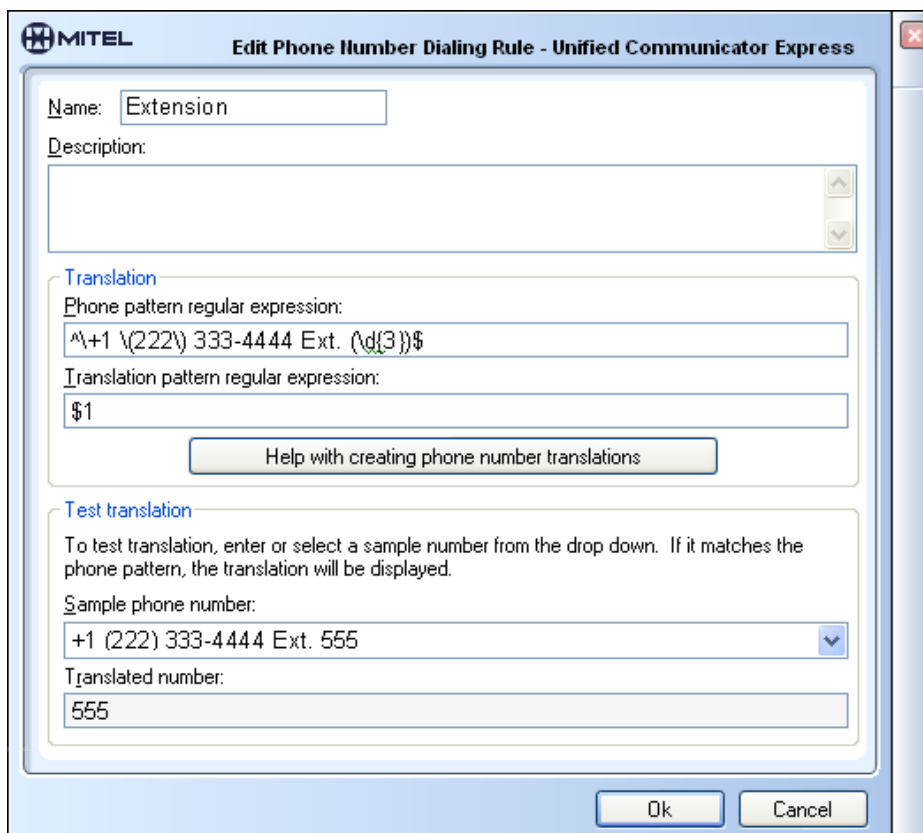 MITEL
Edit Phone Number Dialing Rule - Unified Communicator Express
Name: Extension
Description:
Translation
Phone pattern regular expression:
^\+1 \(222\) 333-4444 Ext. (\d{3})$
Translation pattern regular expression:
$1
Help with creating phone number translations
Test translation
To test translation, enter or select a sample number from the drop down. If it matches the
phone pattern, the translation will be displayed.
Sample phone number:
+1 (222) 333-4444 Ext. 555
Translated number:
555
Ok Cancel